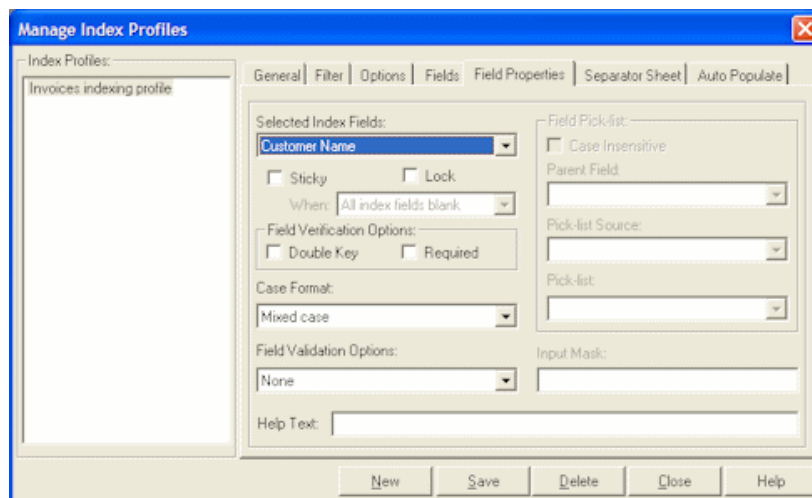 Manage Index Profiles
Index Profiles:
Invoices indexing profile
General Filter Options Fields Field Properties Separator Sheet Auto Populate
Selected Index Fields:
Customer Name
Sticky Lock
When: All index fields blank
Field Verification Options:
Double Key Required
Case Format:
Mixed case
Field Validation Options:
None
Field Pick-list:
Case Insensitive
Parent Field:
Pick-list Source:
Pick-list:
Input Mask:
Help Text:
New Save Delete Close Help